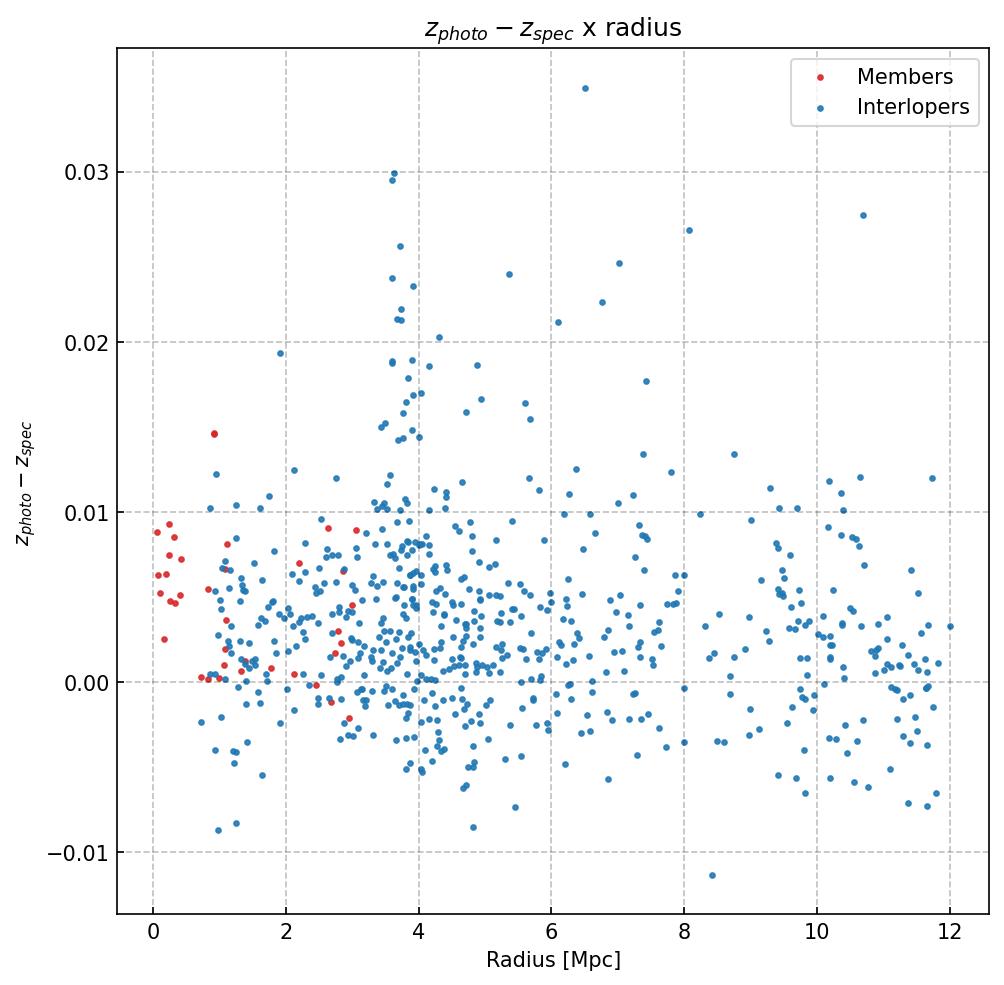 z_photo − z_spec x radius
Members
Interlopers
z_photo − z_spec
0.03
0.02
0.01
0.00
−0.01
0 2 4 6 8 10 12
Radius [Mpc]